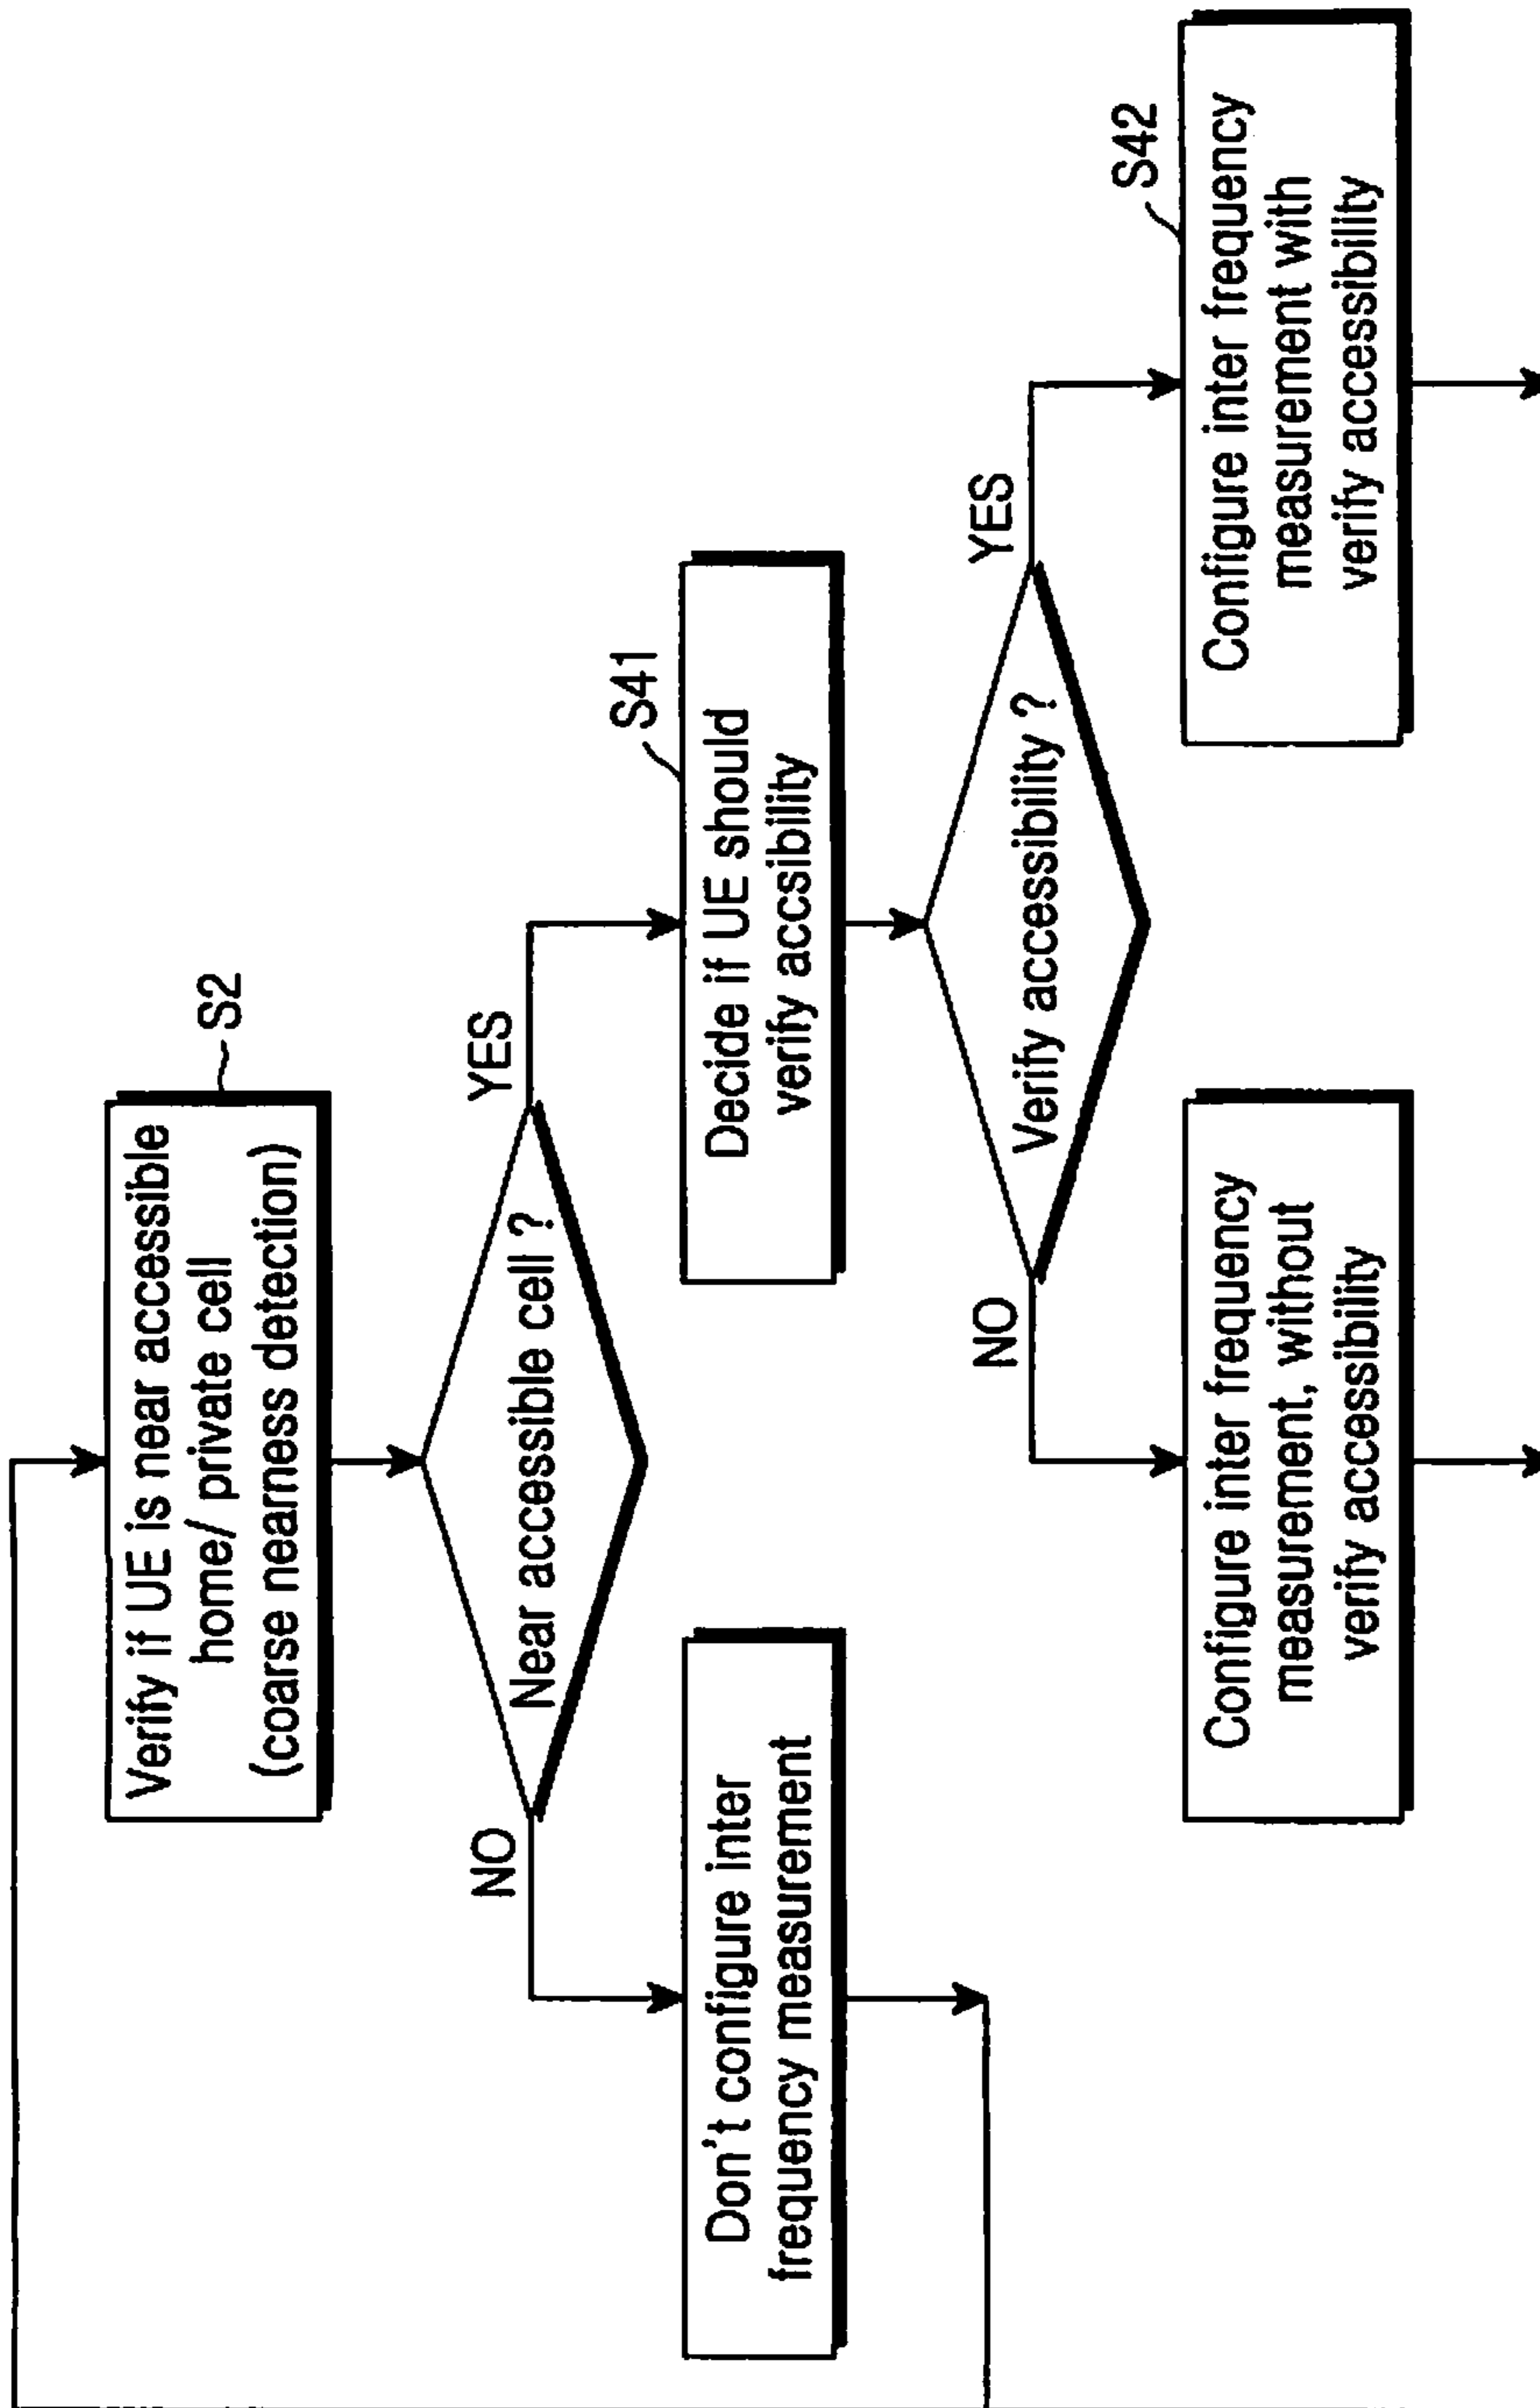 S2
Verify if UE is near accessible
home/ private cell
(coarse nearness detection)
Near accessible cell ?
NO
YES
Don't configure inter
frequency measurement
S41
Decide if UE should
verify accsibility
Verify accessibility ?
NO
YES
Configure inter frequency
measurement, without
verify accessibility
S42
Configure inter frequency
measurement with
verify accessibility